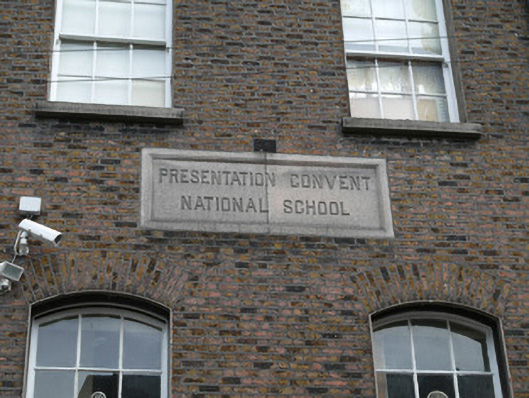 PRESENTATION CONVENT
NATIONAL SCHOOL